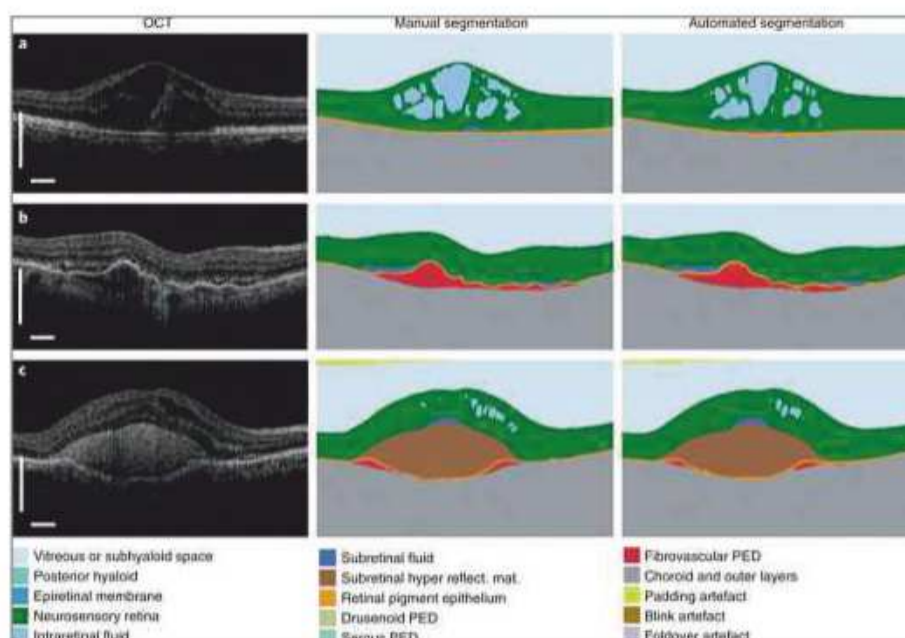 OCT
Manual segmentation
Automated segmentation
a
b
c
Vitreous or subhyaloid space
Posterior hyaloid
Epiretinal membrane
Neurosensory retina
Intraretinal fluid
Subretinal fluid
Subretinal hyper reflect. mat.
Retinal pigment epithelium
Drusenoid PED
Serous PED
Fibrovascular PED
Choroid and outer layers
Padding artefact
Blink artefact
Foldover artefact